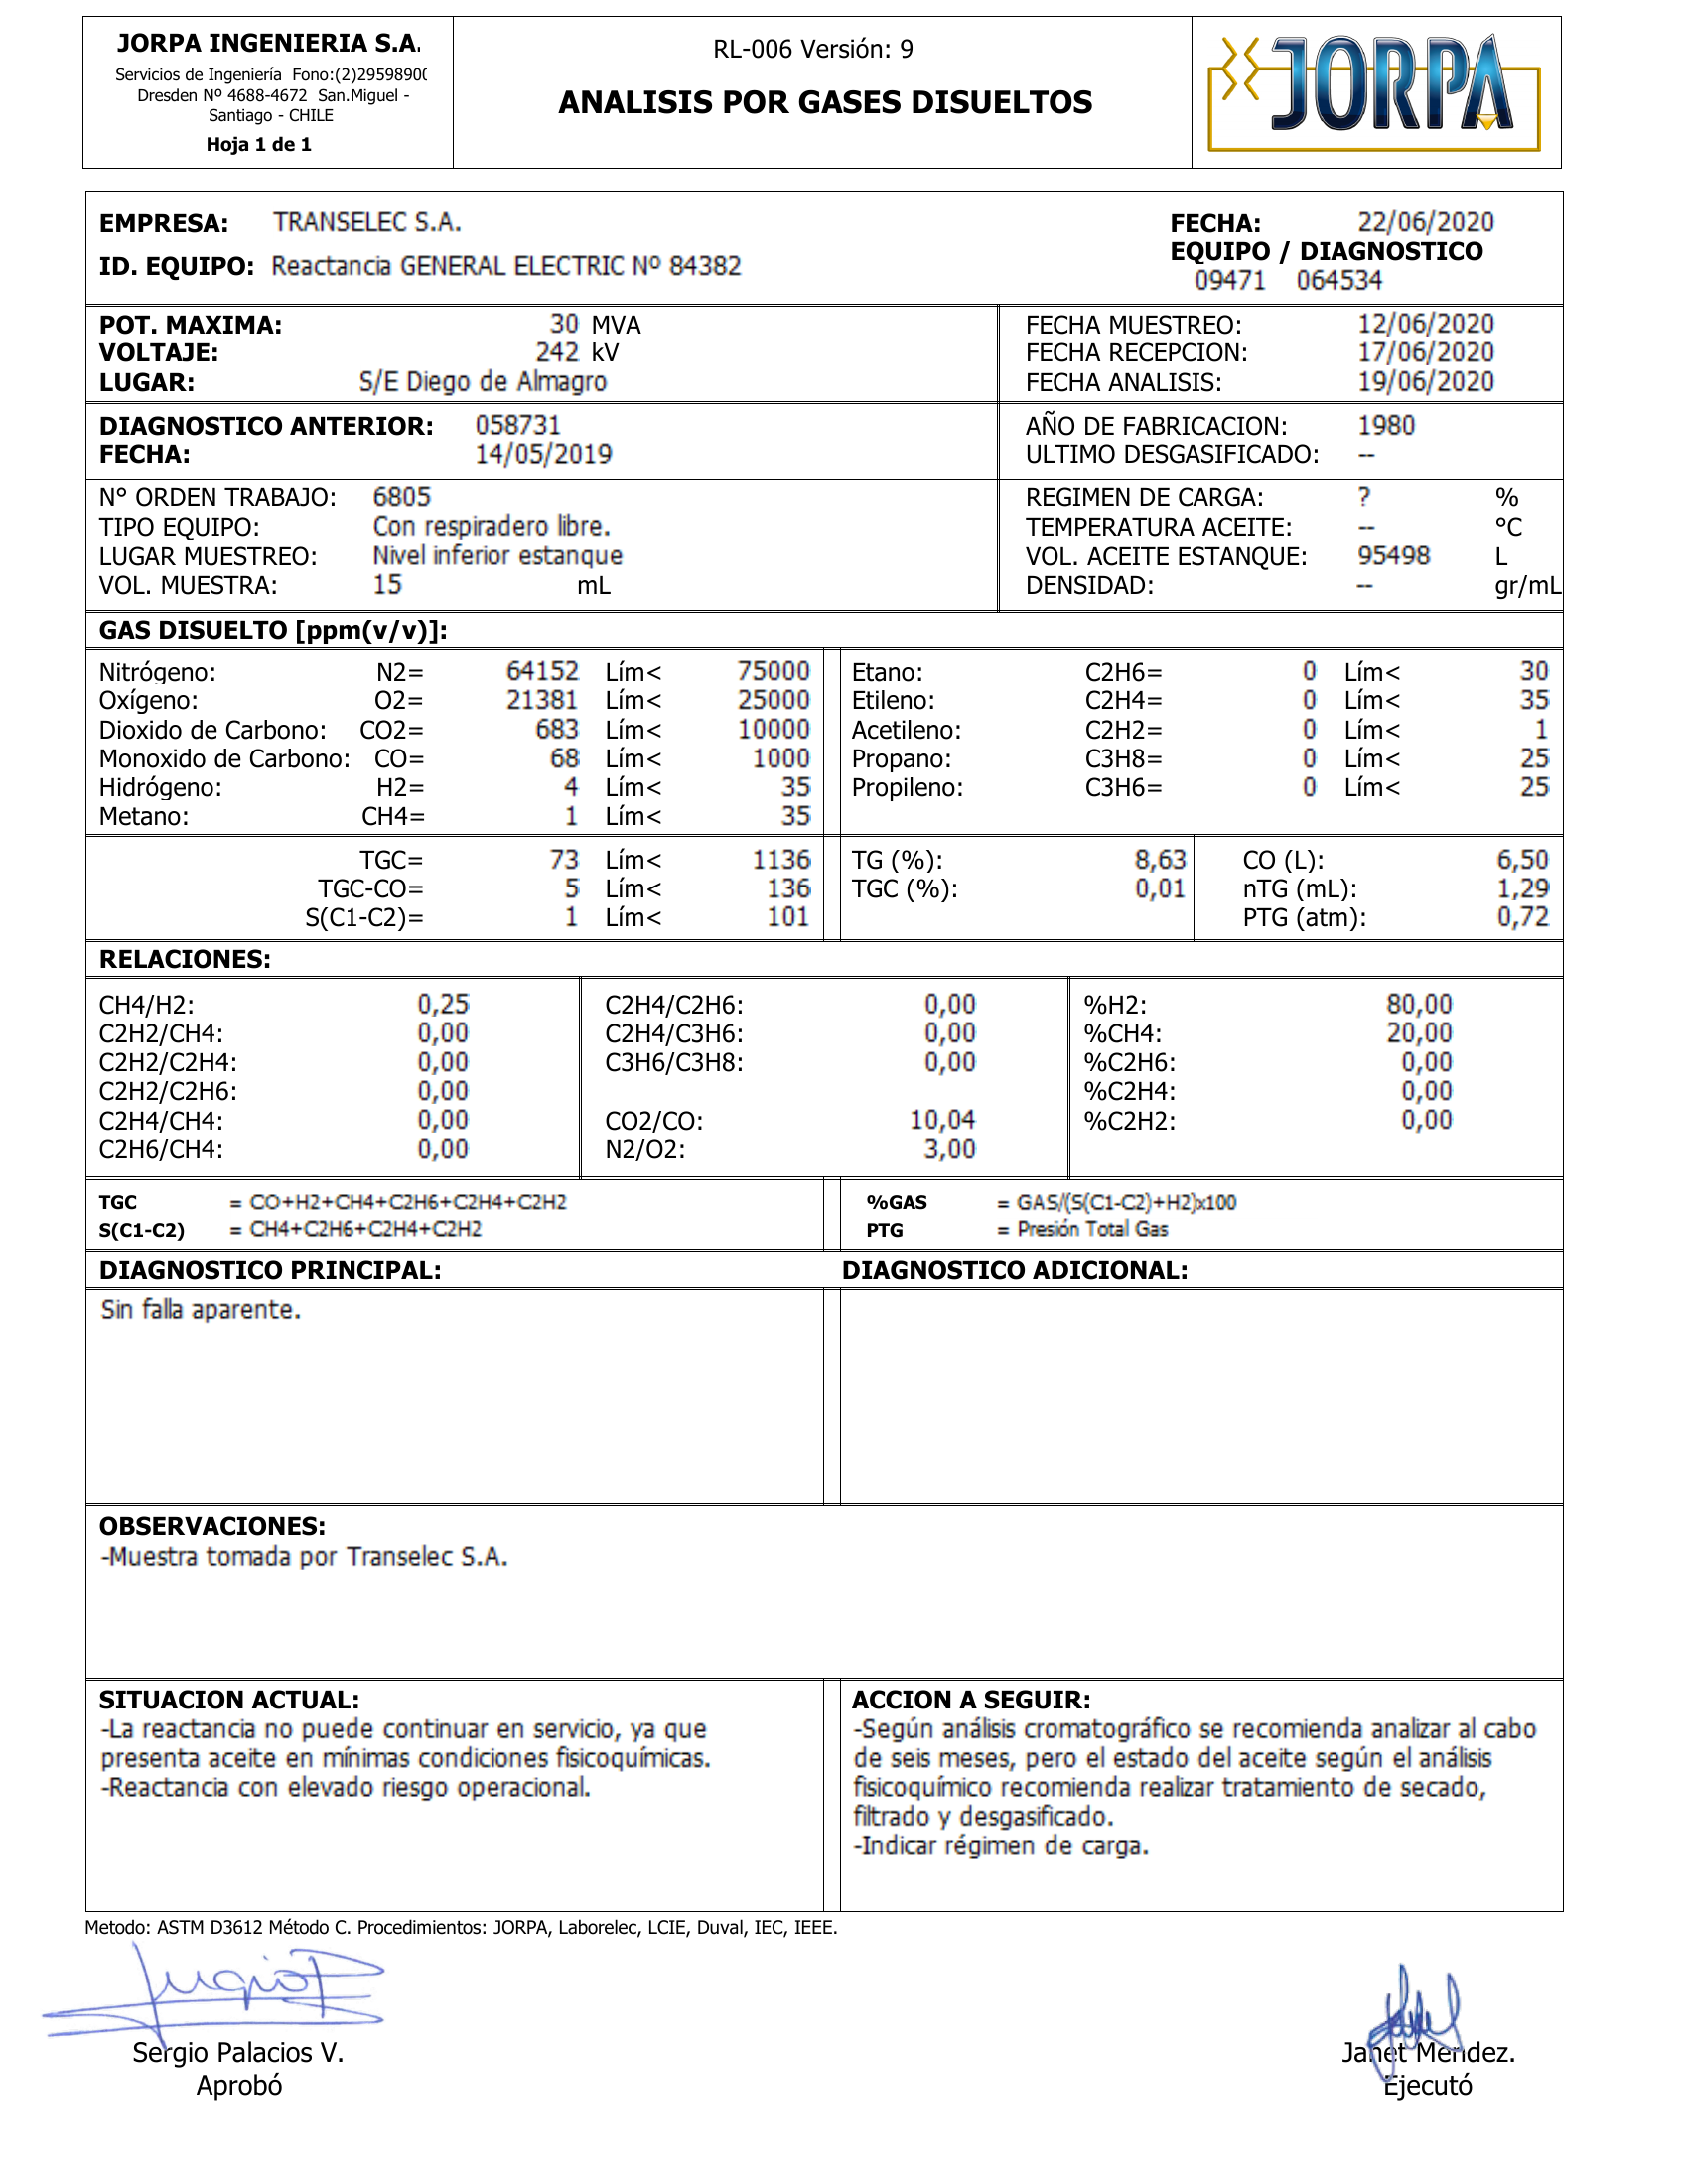 JORPA INGENIERIA S.A.
Servicios de Ingeniería Fono:(2)29598900
Dresden Nº 4688-4672 San.Miguel -
Santiago - CHILE
Hoja 1 de 1
RL-006 Versión: 9
ANALISIS POR GASES DISUELTOS
JORPA
EMPRESA: TRANSELEC S.A.
ID. EQUIPO: Reactancia GENERAL ELECTRIC Nº 84382
FECHA: 22/06/2020
EQUIPO / DIAGNOSTICO
09471 064534
POT. MAXIMA: 30 MVA
VOLTAJE: 242 kV
LUGAR: S/E Diego de Almagro
FECHA MUESTREO: 12/06/2020
FECHA RECEPCION: 17/06/2020
FECHA ANALISIS: 19/06/2020
DIAGNOSTICO ANTERIOR: 058731
FECHA: 14/05/2019
AÑO DE FABRICACION: 1980
ULTIMO DESGASIFICADO: --
N° ORDEN TRABAJO: 6805
TIPO EQUIPO: Con respiradero libre.
LUGAR MUESTREO: Nivel inferior estanque
VOL. MUESTRA: 15 mL
REGIMEN DE CARGA: ? %
TEMPERATURA ACEITE: -- °C
VOL. ACEITE ESTANQUE: 95498 L
DENSIDAD: -- gr/mL
GAS DISUELTO [ppm(v/v)]:
Nitrógeno: N2= 64152 Lím< 75000
Oxígeno: O2= 21381 Lím< 25000
Dioxido de Carbono: CO2= 683 Lím< 10000
Monoxido de Carbono: CO= 68 Lím< 1000
Hidrógeno: H2= 4 Lím< 35
Metano: CH4= 1 Lím< 35
Etano: C2H6= 0 Lím< 30
Etileno: C2H4= 0 Lím< 35
Acetileno: C2H2= 0 Lím< 1
Propano: C3H8= 0 Lím< 25
Propileno: C3H6= 0 Lím< 25
TGC= 73 Lím< 1136
TGC-CO= 5 Lím< 136
S(C1-C2)= 1 Lím< 101
TG (%): 8,63
TGC (%): 0,01
CO (L): 6,50
nTG (mL): 1,29
PTG (atm): 0,72
RELACIONES:
CH4/H2: 0,25
C2H2/CH4: 0,00
C2H2/C2H4: 0,00
C2H2/C2H6: 0,00
C2H4/CH4: 0,00
C2H6/CH4: 0,00
C2H4/C2H6: 0,00
C2H4/C3H6: 0,00
C3H6/C3H8: 0,00
CO2/CO: 10,04
N2/O2: 3,00
%H2: 80,00
%CH4: 20,00
%C2H6: 0,00
%C2H4: 0,00
%C2H2: 0,00
TGC = CO+H2+CH4+C2H6+C2H4+C2H2
S(C1-C2) = CH4+C2H6+C2H4+C2H2
%GAS = GAS/(S(C1-C2)+H2)x100
PTG = Presión Total Gas
DIAGNOSTICO PRINCIPAL:
Sin falla aparente.
DIAGNOSTICO ADICIONAL:
OBSERVACIONES:
-Muestra tomada por Transelec S.A.
SITUACION ACTUAL:
-La reactancia no puede continuar en servicio, ya que
presenta aceite en mínimas condiciones fisicoquímicas.
-Reactancia con elevado riesgo operacional.
ACCION A SEGUIR:
-Según análisis cromatográfico se recomienda analizar al cabo
de seis meses, pero el estado del aceite según el análisis
fisicoquímico recomienda realizar tratamiento de secado,
filtrado y desgasificado.
-Indicar régimen de carga.
Metodo: ASTM D3612 Método C. Procedimientos: JORPA, Laborelec, LCIE, Duval, IEC, IEEE.
Sergio Palacios V.
Aprobó
Janet Mendez.
Ejecutó